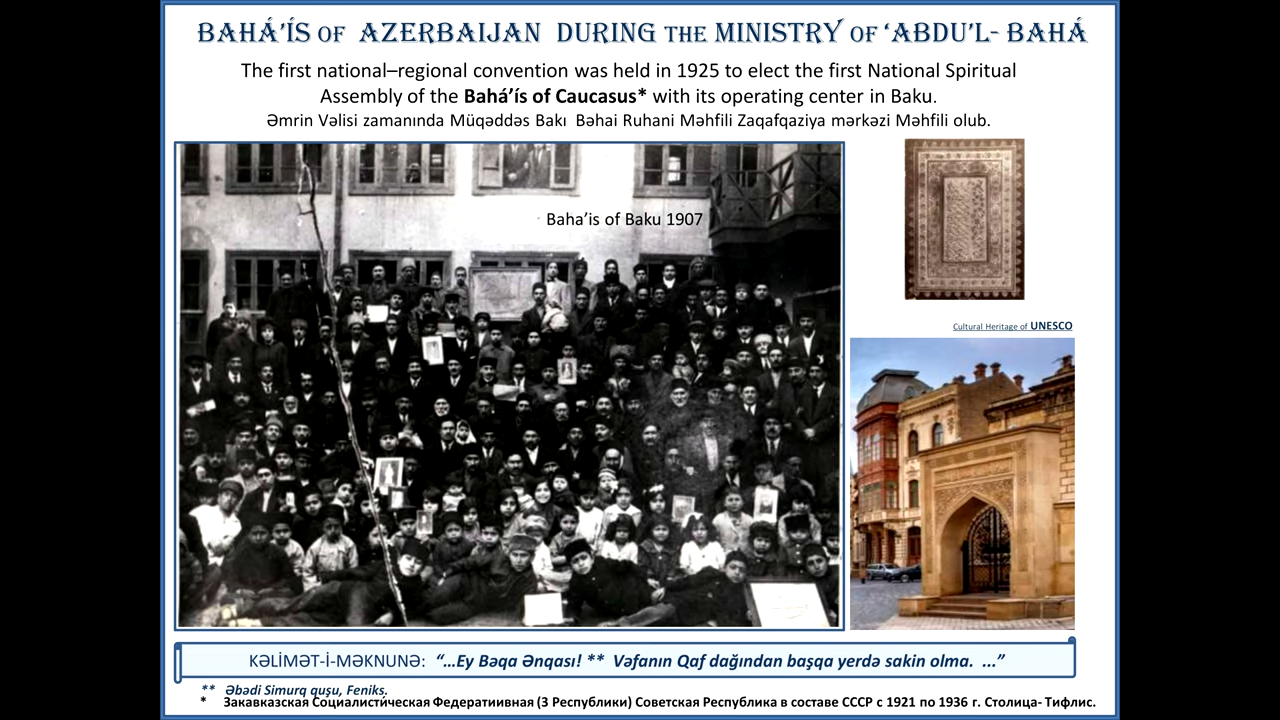 BAHÁ’ÍS OF AZERBAIJAN DURING THE MINISTRY OF ‘ABDU’L- BAHÁ
The first national–regional convention was held in 1925 to elect the first National Spiritual
Assembly of the Bahá’ís of Caucasus* with its operating center in Baku.
Əmrin Vəlisi zamanında Müqəddəs Bakı Bəhai Ruhani Məhfili Zaqafqaziya mərkəzi Məhfili olub.
Baha’is of Baku 1907
Cultural Heritage of UNESCO
KƏLİMƏT-İ-MƏKNUNƏ: “…Ey Bəqa Ənqası! ** Vəfanın Qaf dağından başqa yerdə sakin olma. ...”
** Əbədi Simurq quşu, Feniks.
* Закавказская Социалисти́ческая Федератиивная (3 Республики) Советская Республика в составе СССР с 1921 по 1936 г. Столица- Тифлис.